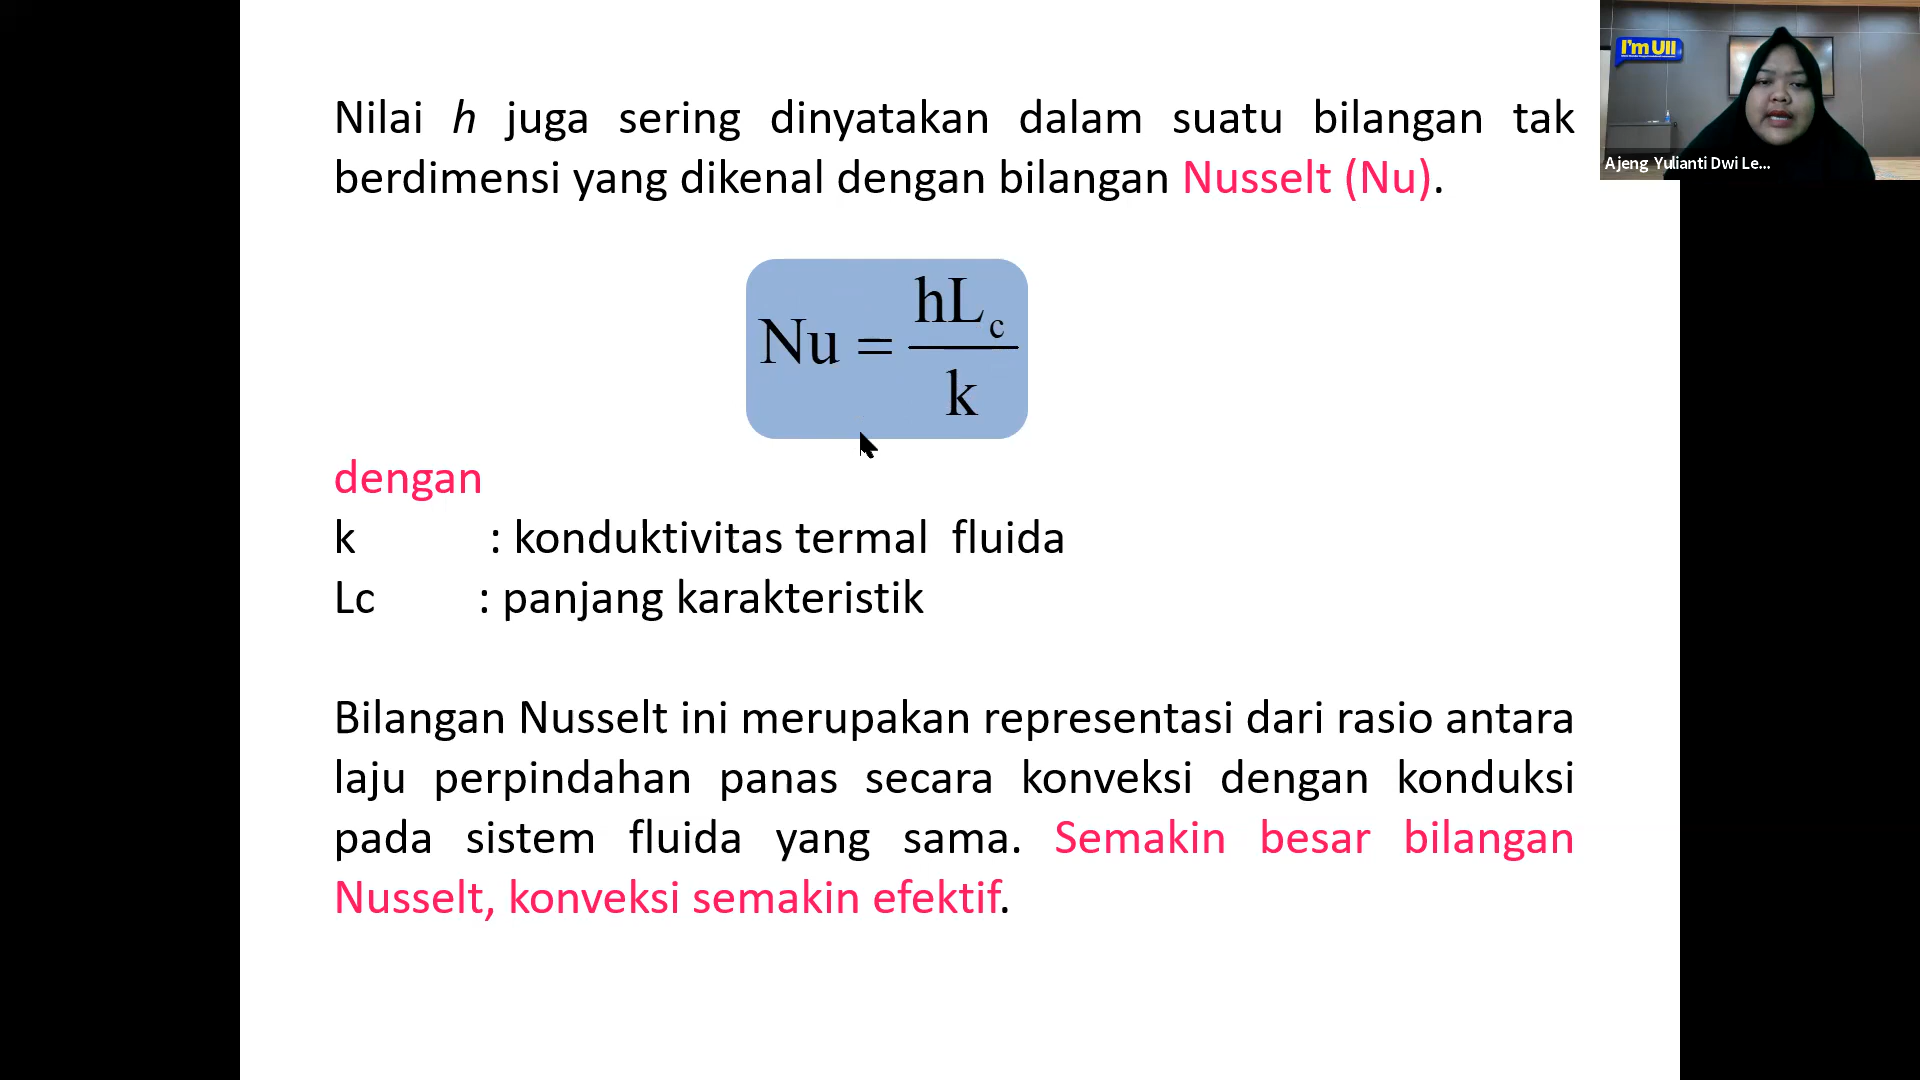 Nilai h juga sering dinyatakan dalam suatu bilangan tak
berdimensi yang dikenal dengan bilangan Nusselt (Nu).
Nu = hLc / k
dengan
k : konduktivitas termal fluida
Lc : panjang karakteristik
Bilangan Nusselt ini merupakan representasi dari rasio antara
laju perpindahan panas secara konveksi dengan konduksi
pada sistem fluida yang sama. Semakin besar bilangan
Nusselt, konveksi semakin efektif.
I'm UII
Ajeng Yulianti Dwi Le...